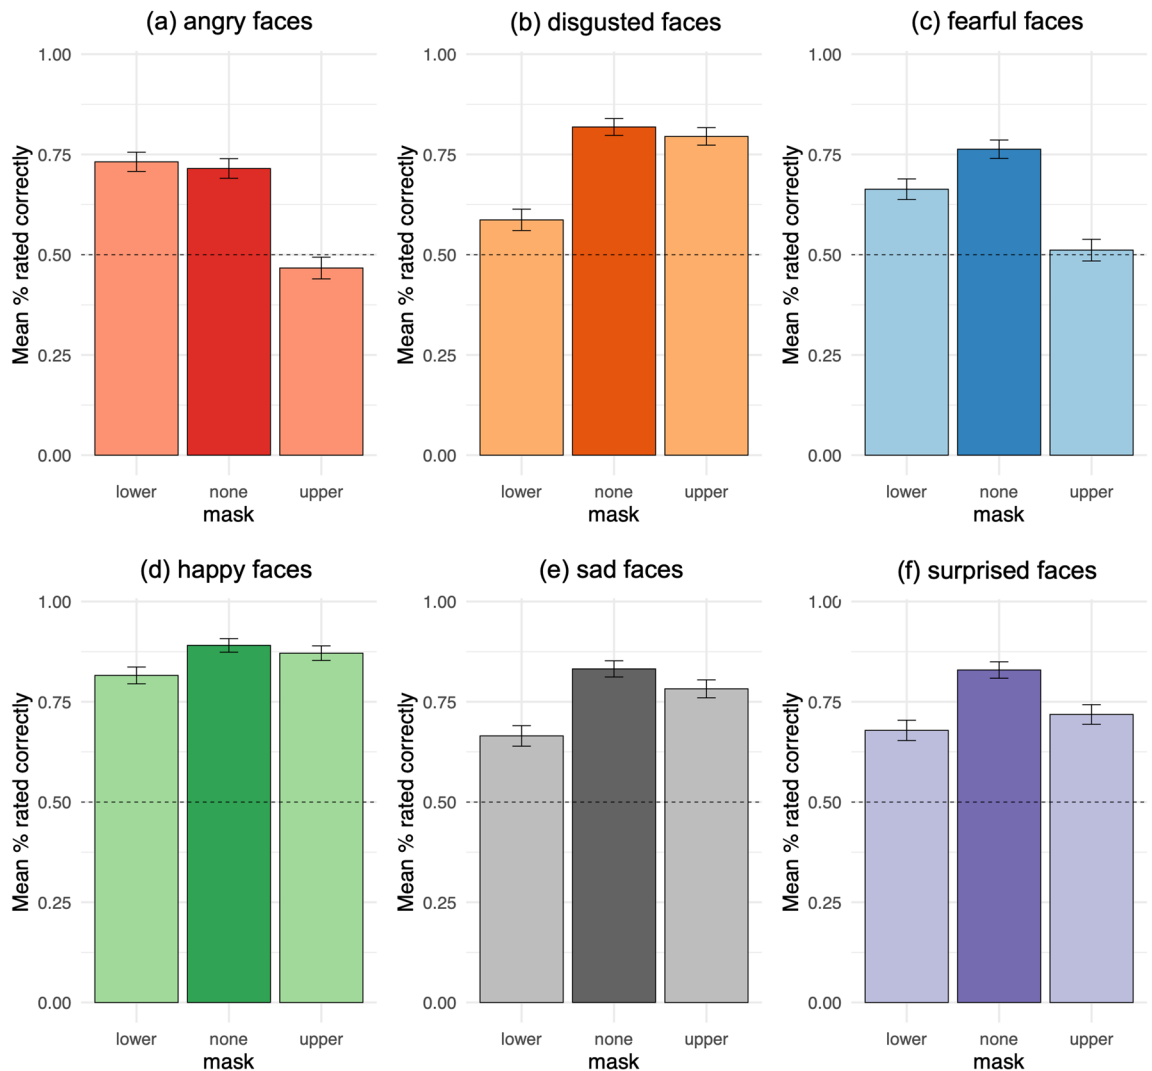 (a) angry faces
(b) disgusted faces
(c) fearful faces
1.00
0.75
0.50
0.25
0.00
Mean % rated correctly
lower none upper
mask
1.00
0.75
0.50
0.25
0.00
Mean % rated correctly
lower none upper
mask
1.00
0.75
0.50
0.25
0.00
Mean % rated correctly
lower none upper
mask
(d) happy faces
(e) sad faces
(f) surprised faces
1.00
0.75
0.50
0.25
0.00
Mean % rated correctly
lower none upper
mask
1.00
0.75
0.50
0.25
0.00
Mean % rated correctly
lower none upper
mask
1.00
0.75
0.50
0.25
0.00
Mean % rated correctly
lower none upper
mask